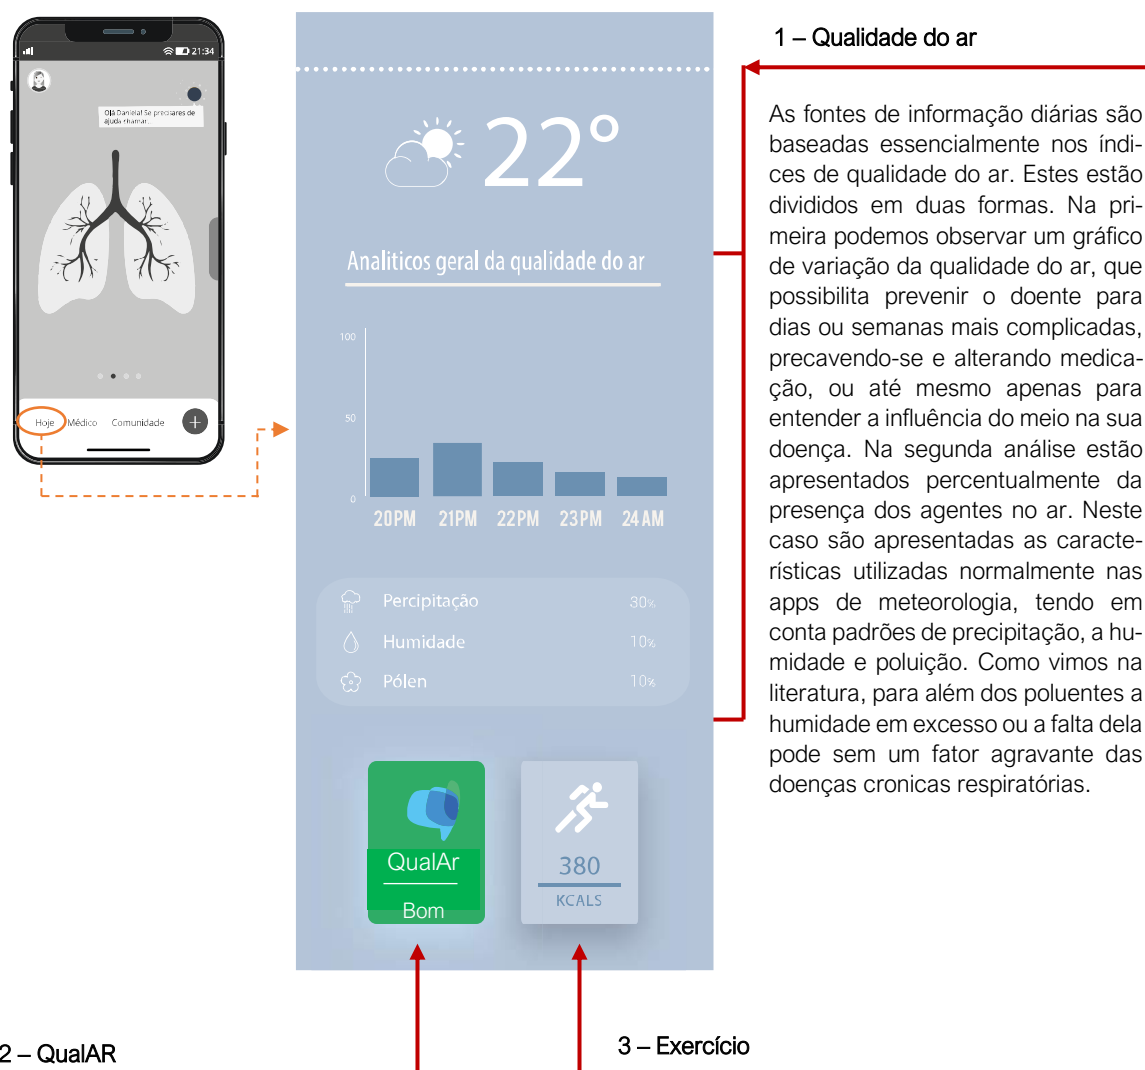 21:34
Olá Daniela! Se precisares de
ajuda chamar...
Hoje
Médico
Comunidade
22°
Analiticos geral da qualidade do ar
100
50
0
20PM 21PM 22PM 23PM 24AM
Percipitação 30%
Humidade 10%
Pólen 10%
QualAr
Bom
380
KCALS
1 – Qualidade do ar
As fontes de informação diárias são
baseadas essencialmente nos índi-
ces de qualidade do ar. Estes estão
divididos em duas formas. Na pri-
meira podemos observar um gráfico
de variação da qualidade do ar, que
possibilita prevenir o doente para
dias ou semanas mais complicadas,
precavendo-se e alterando medica-
ção, ou até mesmo apenas para
entender a influência do meio na sua
doença. Na segunda análise estão
apresentados percentualmente da
presença dos agentes no ar. Neste
caso são apresentadas as caracte-
rísticas utilizadas normalmente nas
apps de meteorologia, tendo em
conta padrões de precipitação, a hu-
midade e poluição. Como vimos na
literatura, para além dos poluentes a
humidade em excesso ou a falta dela
pode sem um fator agravante das
doenças cronicas respiratórias.
2 – QualAR
3 – Exercício